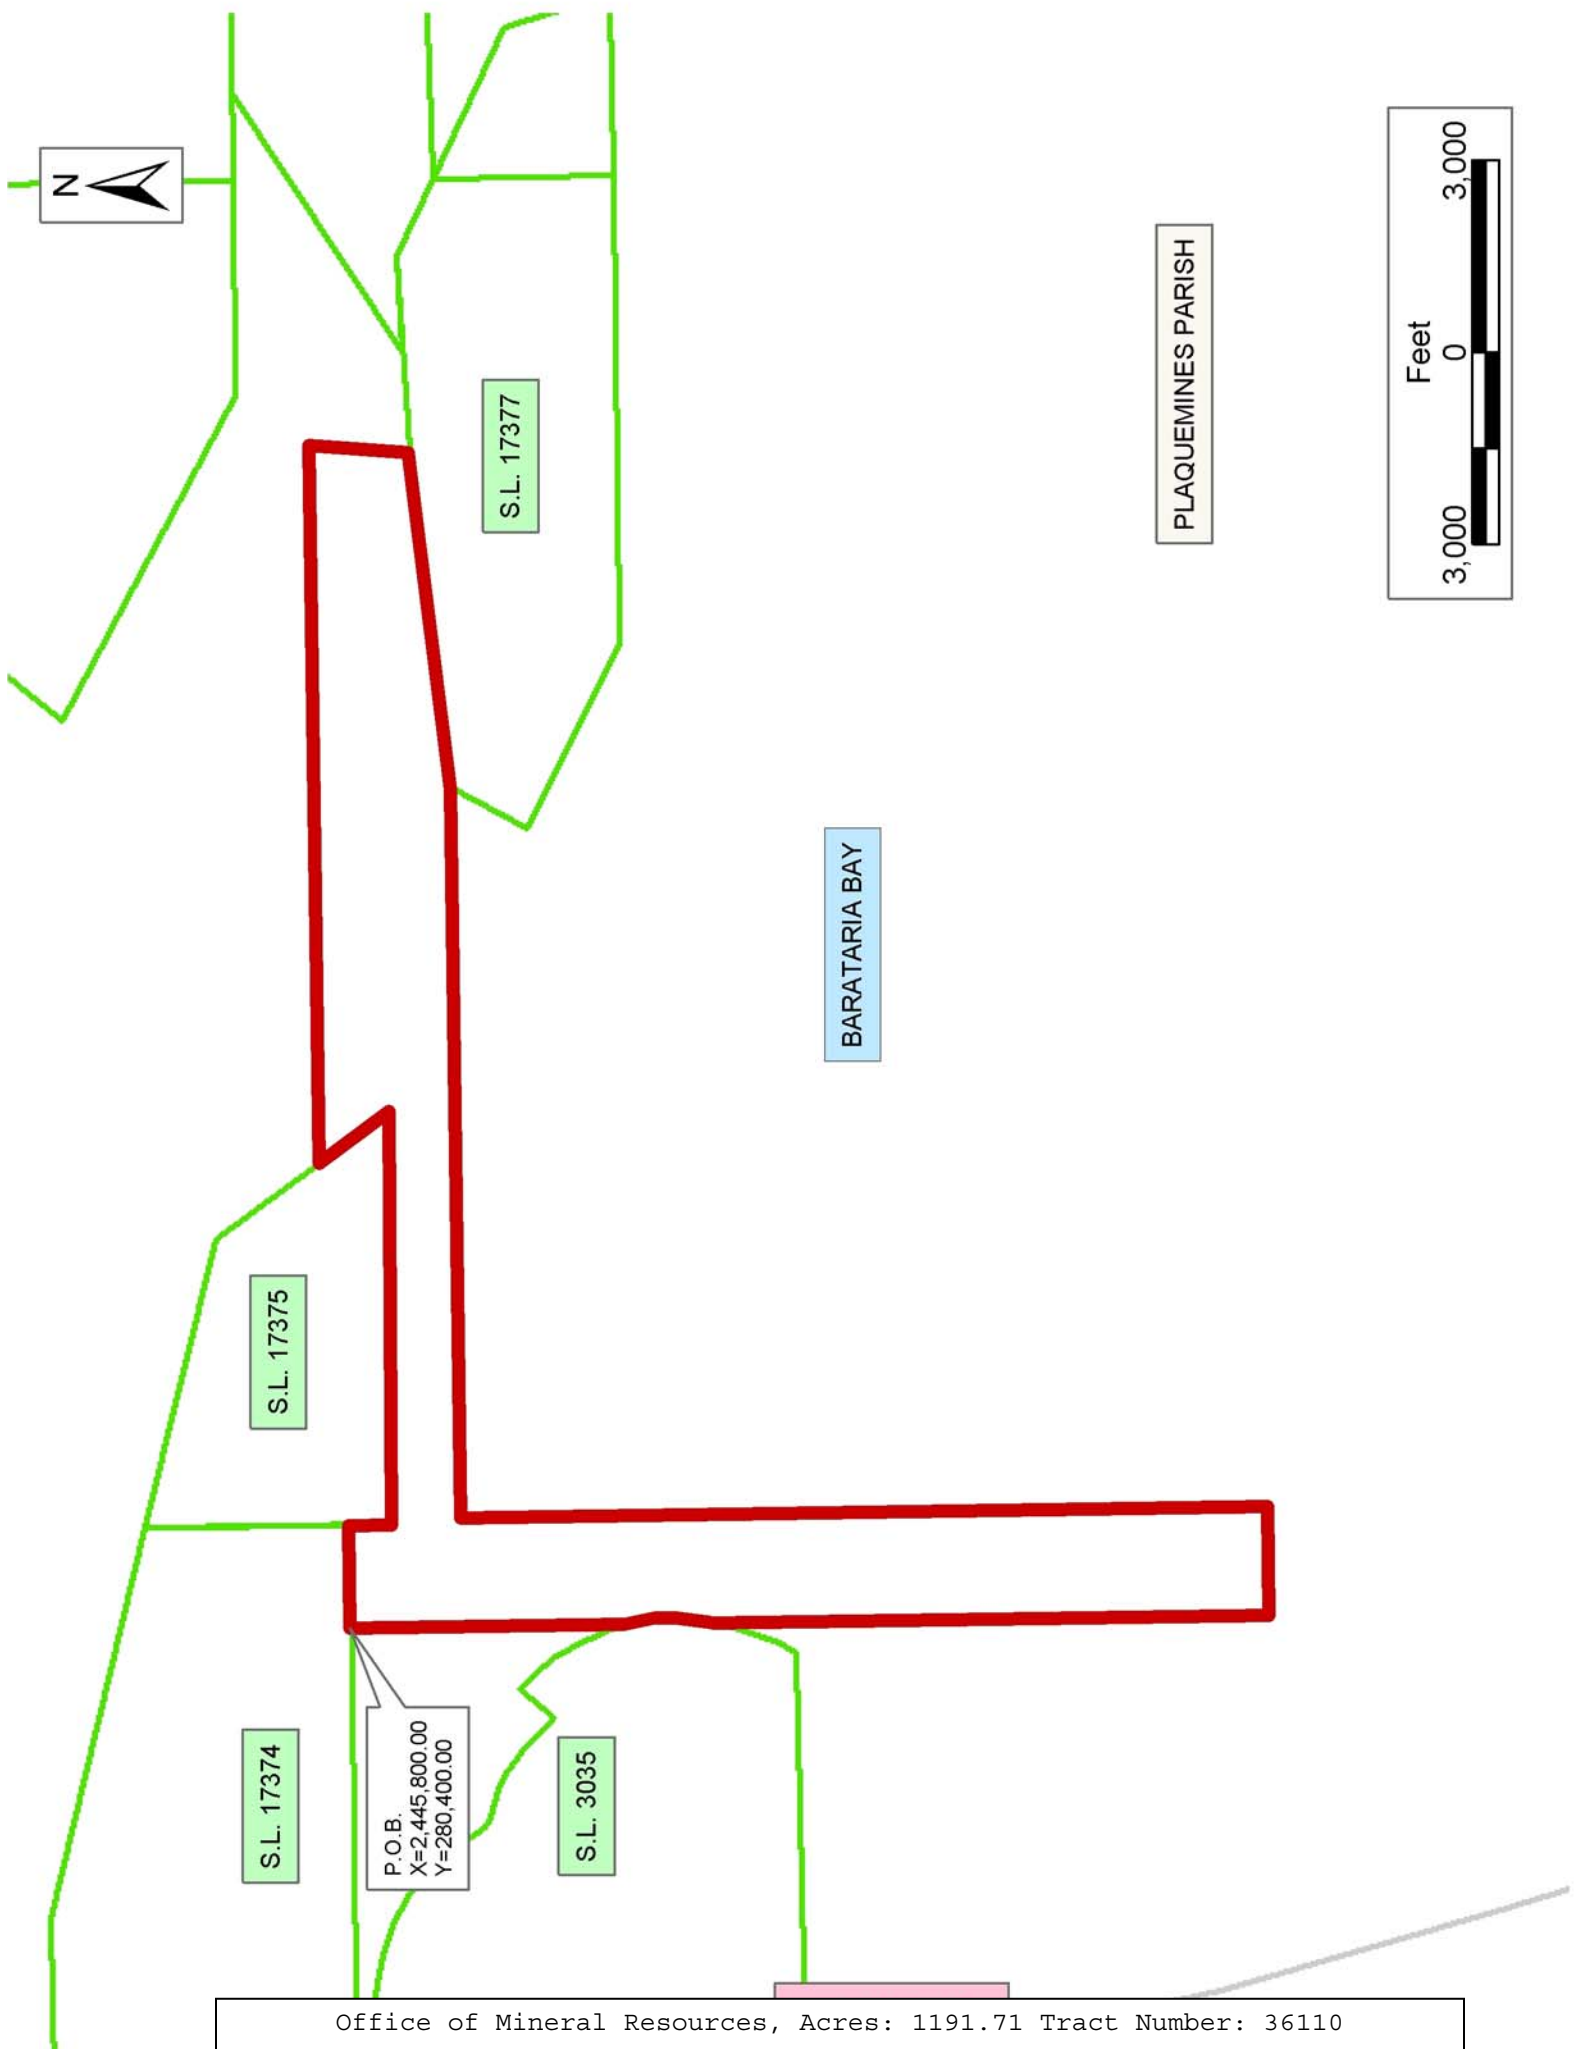 N
S.L. 17377
PLAQUEMINES PARISH
Feet
3,000 0 3,000
BARATARIA BAY
S.L. 17375
S.L. 17374
P.O.B.
X=2,445,800.00
Y=280,400.00
S.L. 3035
Office of Mineral Resources, Acres: 1191.71 Tract Number: 36110